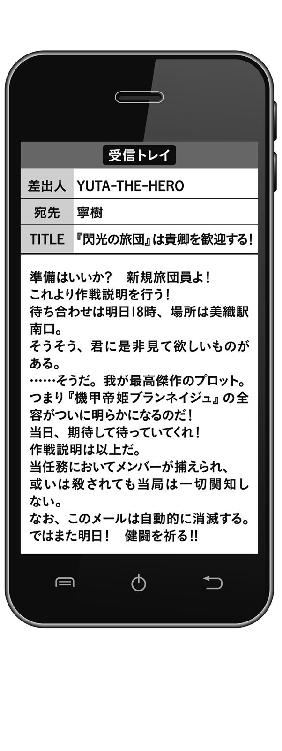 受信トレイ
差出人 YUTA-THE-HERO
宛先 寧樹
TITLE 『閃光の旅団』は貴卿を歓迎する!
準備はいいか?　新規旅団員よ!
これより作戦説明を行う!
待ち合わせは明日18時、場所は美織駅
南口。
そうそう、君に是非見て欲しいものが
ある。
……そうだ。我が最高傑作のプロット。
つまり『機甲帝姫ブランネイジュ』の全
容がついに明らかになるのだ!
当日、期待して待っていてくれ!
作戦説明は以上だ。
当任務においてメンバーが捕えられ、
或いは殺されても当局は一切関知し
ない。
なお、このメールは自動的に消滅する。
ではまた明日!　健闘を祈る!!